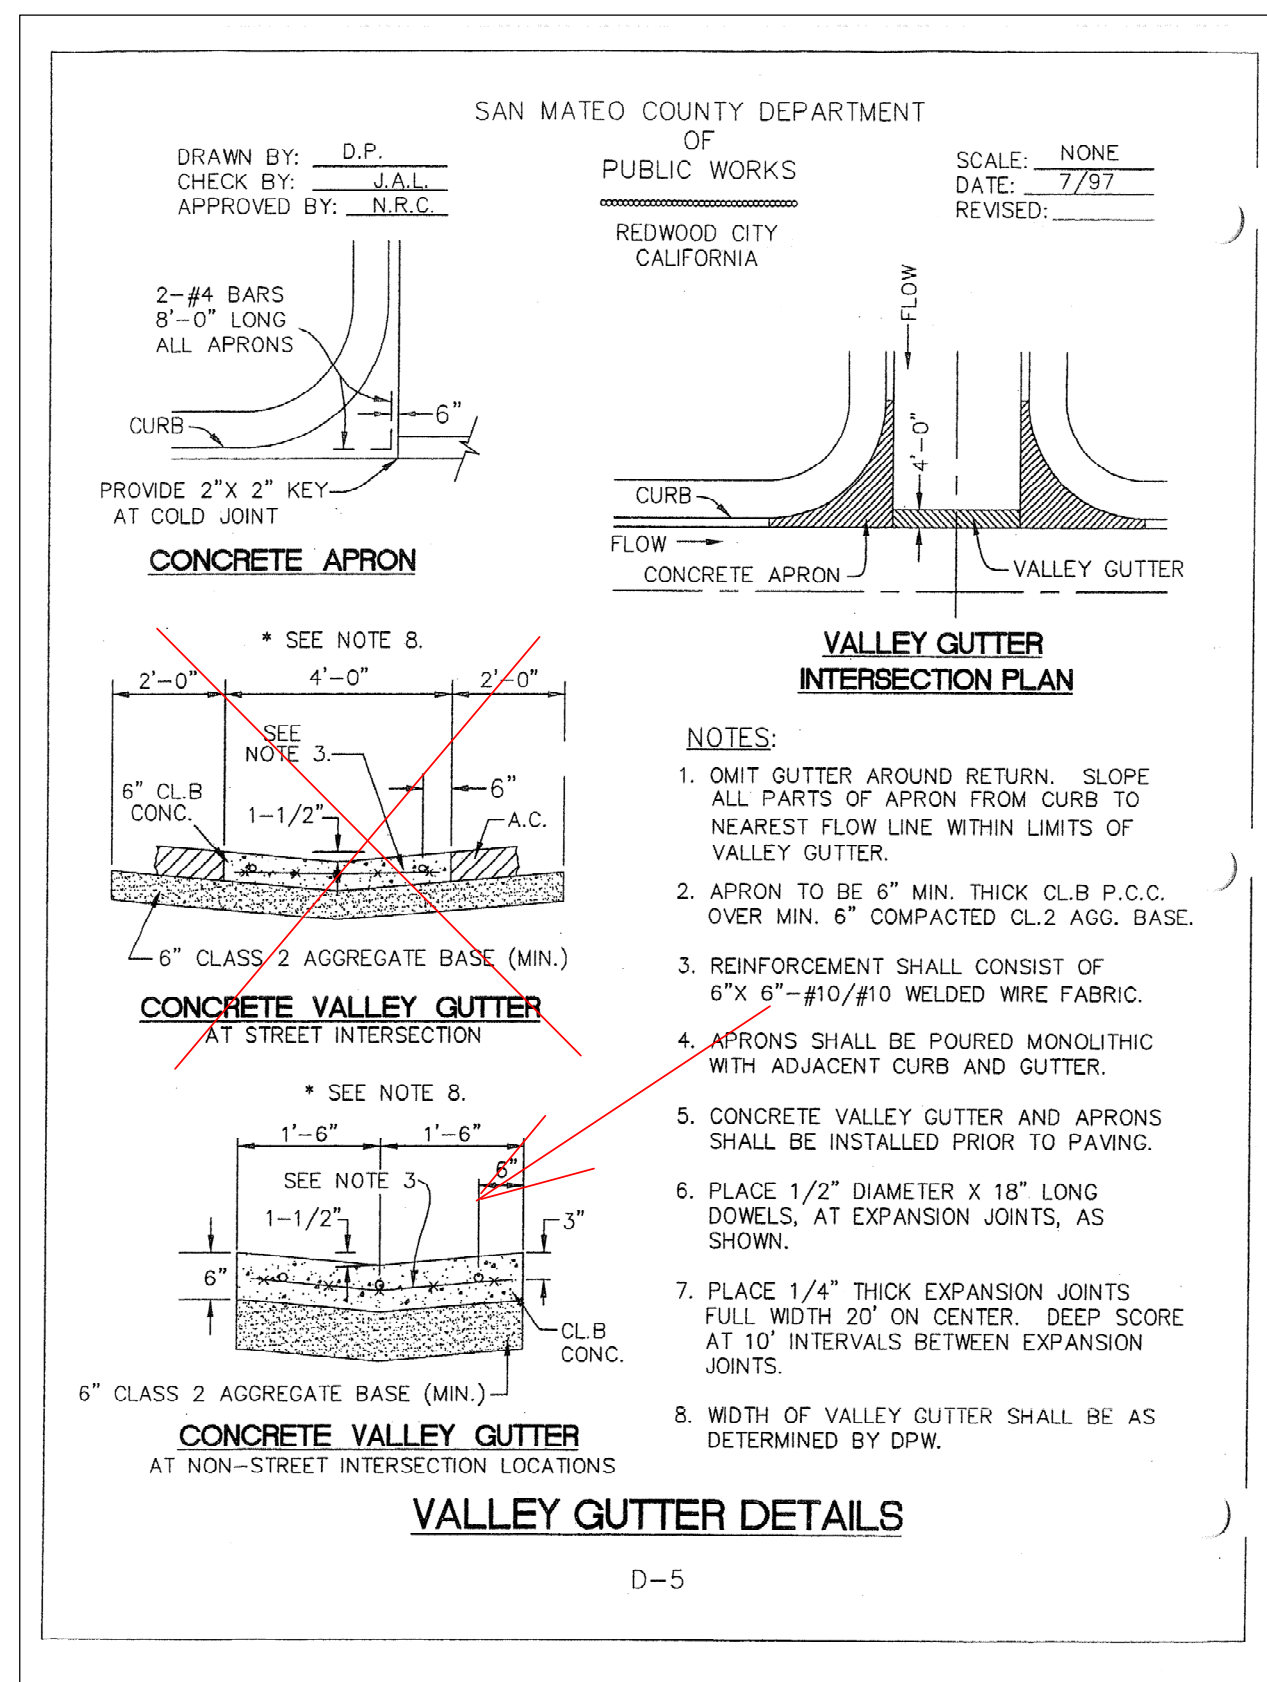 SAN MATEO COUNTY DEPARTMENT
OF
PUBLIC WORKS
REDWOOD CITY
CALIFORNIA
DRAWN BY: D.P.
CHECK BY: J.A.L.
APPROVED BY: N.R.C.
SCALE: NONE
DATE: 7/97
REVISED:
2-#4 BARS
8'-0" LONG
ALL APRONS
6"
CURB
PROVIDE 2"X 2" KEY
AT COLD JOINT
CONCRETE APRON
FLOW
4'-0"
CURB
FLOW
CONCRETE APRON
VALLEY GUTTER
VALLEY GUTTER
INTERSECTION PLAN
* SEE NOTE 8.
2'-0"
4'-0"
2'-0"
SEE
NOTE 3.
6" CL.B
CONC.
1-1/2"
6"
A.C.
6" CLASS 2 AGGREGATE BASE (MIN.)
CONCRETE VALLEY GUTTER
AT STREET INTERSECTION
* SEE NOTE 8.
1'-6"
1'-6"
6"
SEE NOTE 3
1-1/2"
3"
6"
CL.B
CONC.
6" CLASS 2 AGGREGATE BASE (MIN.)
CONCRETE VALLEY GUTTER
AT NON-STREET INTERSECTION LOCATIONS
NOTES:
1. OMIT GUTTER AROUND RETURN. SLOPE
ALL PARTS OF APRON FROM CURB TO
NEAREST FLOW LINE WITHIN LIMITS OF
VALLEY GUTTER.
2. APRON TO BE 6" MIN. THICK CL.B P.C.C.
OVER MIN. 6" COMPACTED CL.2 AGG. BASE.
3. REINFORCEMENT SHALL CONSIST OF
6"X 6"-#10/#10 WELDED WIRE FABRIC.
4. APRONS SHALL BE POURED MONOLITHIC
WITH ADJACENT CURB AND GUTTER.
5. CONCRETE VALLEY GUTTER AND APRONS
SHALL BE INSTALLED PRIOR TO PAVING.
6. PLACE 1/2" DIAMETER X 18" LONG
DOWELS, AT EXPANSION JOINTS, AS
SHOWN.
7. PLACE 1/4" THICK EXPANSION JOINTS
FULL WIDTH 20' ON CENTER. DEEP SCORE
AT 10' INTERVALS BETWEEN EXPANSION
JOINTS.
8. WIDTH OF VALLEY GUTTER SHALL BE AS
DETERMINED BY DPW.
VALLEY GUTTER DETAILS
D-5